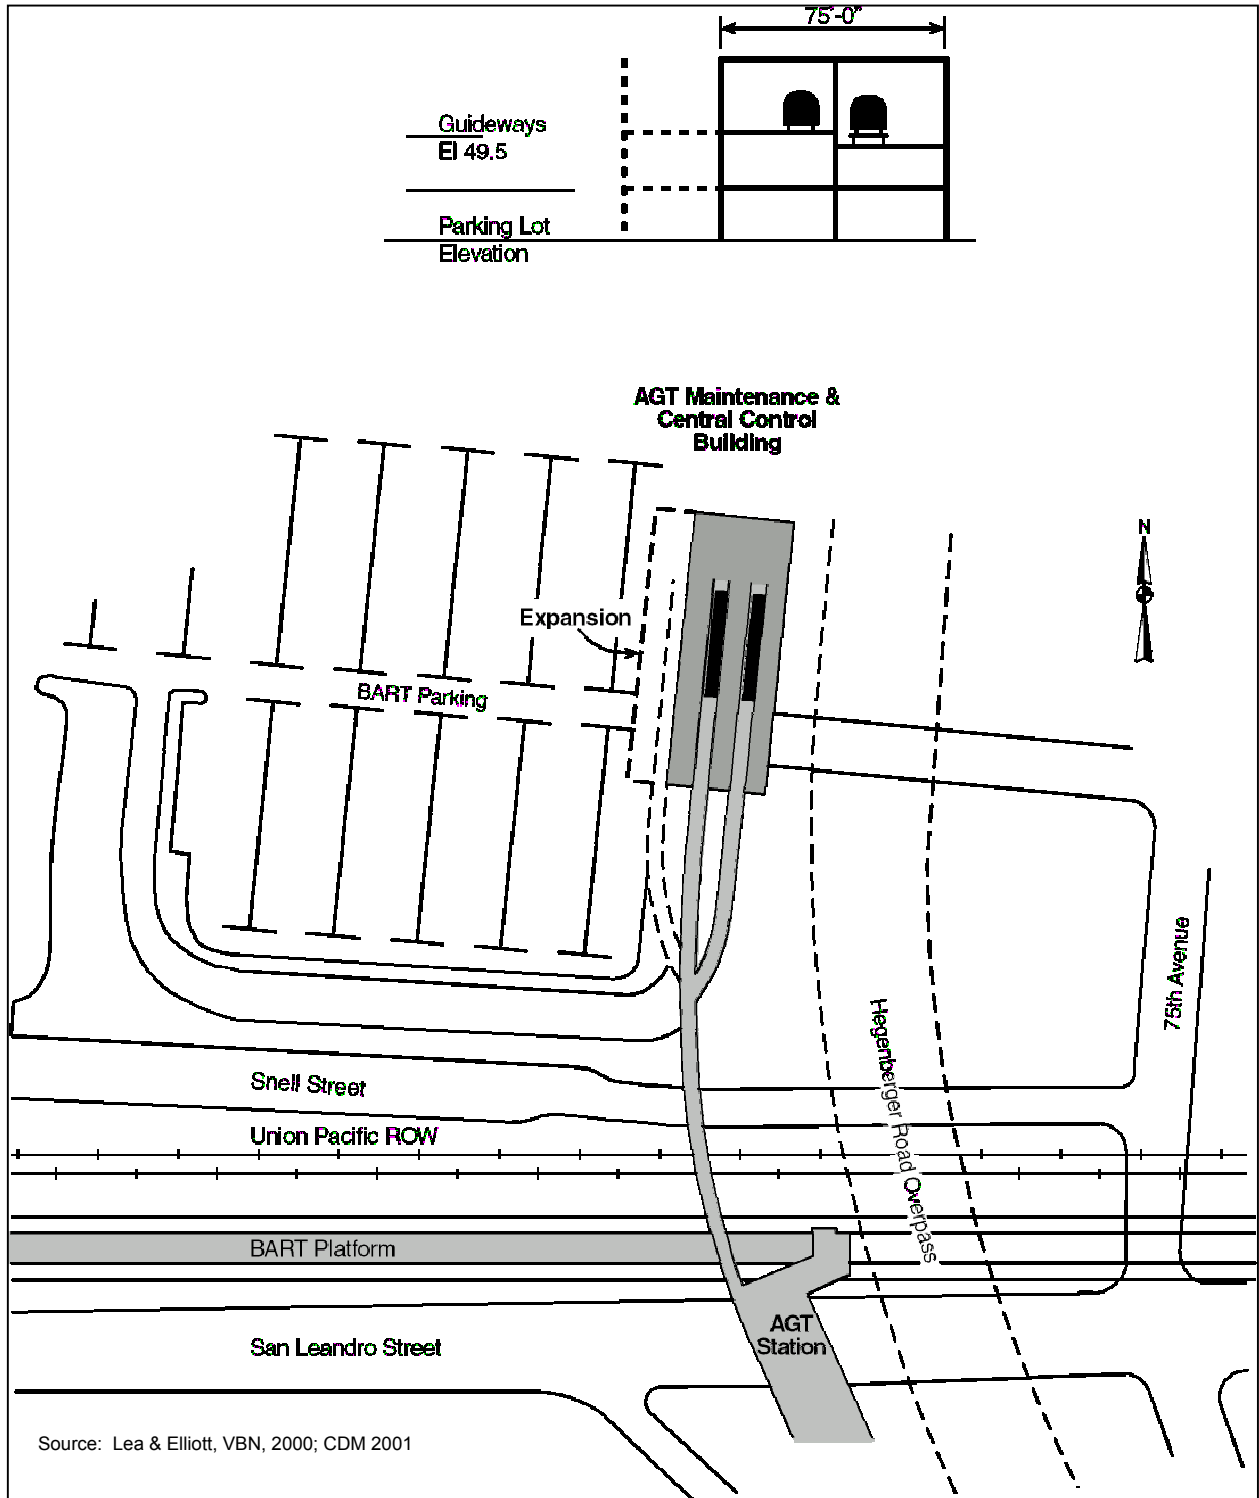 75'-0"
Guideways
El 49.5
Parking Lot
Elevation
AGT Maintenance &
Central Control
Building
N
Expansion
BART Parking
75th Avenue
Hegenberger Road Overpass
Snell Street
Union Pacific ROW
BART Platform
AGT
Station
San Leandro Street
Source: Lea & Elliott, VBN, 2000; CDM 2001